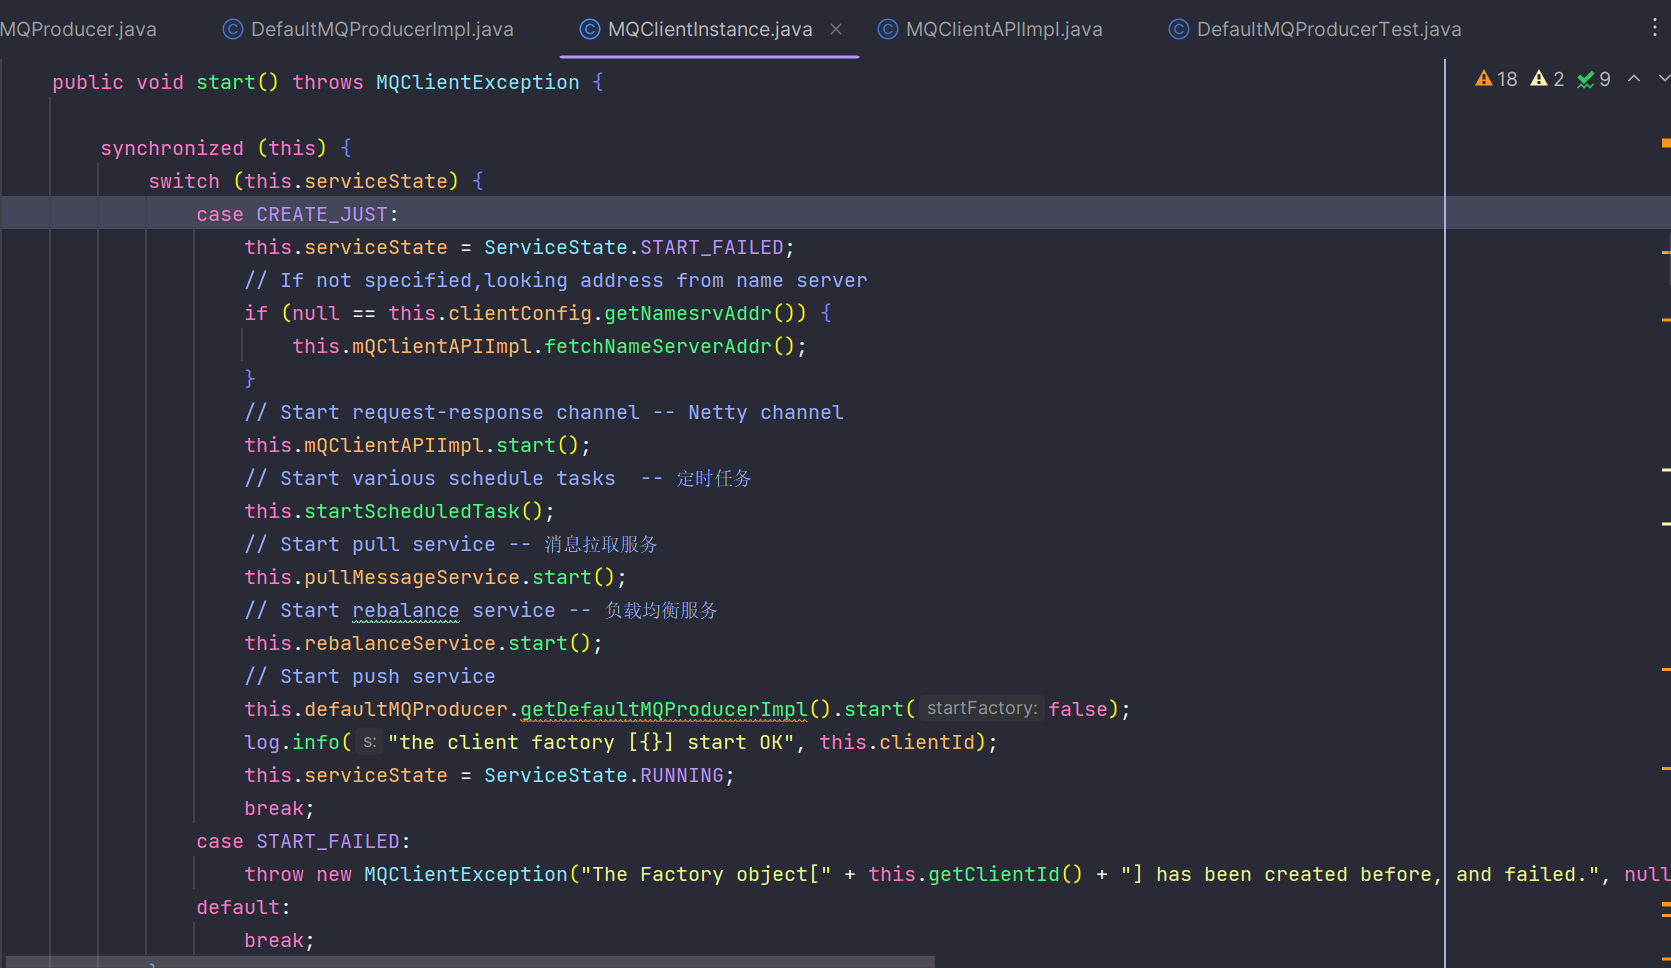 MQProducer.java DefaultMQProducerImpl.java MQClientInstance.java MQClientAPIImpl.java DefaultMQProducerTest.java
public void start() throws MQClientException { 18 2 9
synchronized (this) {
switch (this.serviceState) {
case CREATE_JUST:
this.serviceState = ServiceState.START_FAILED;
// If not specified,looking address from name server
if (null == this.clientConfig.getNamesrvAddr()) {
this.mQClientAPIImpl.fetchNameServerAddr();
}
// Start request-response channel -- Netty channel
this.mQClientAPIImpl.start();
// Start various schedule tasks  -- 定时任务
this.startScheduledTask();
// Start pull service -- 消息拉取服务
this.pullMessageService.start();
// Start rebalance service -- 负载均衡服务
this.rebalanceService.start();
// Start push service
this.defaultMQProducer.getDefaultMQProducerImpl().start( startFactory: false);
log.info( s: "the client factory [{}] start OK", this.clientId);
this.serviceState = ServiceState.RUNNING;
break;
case START_FAILED:
throw new MQClientException("The Factory object[" + this.getClientId() + "] has been created before, and failed.", null
default:
break;